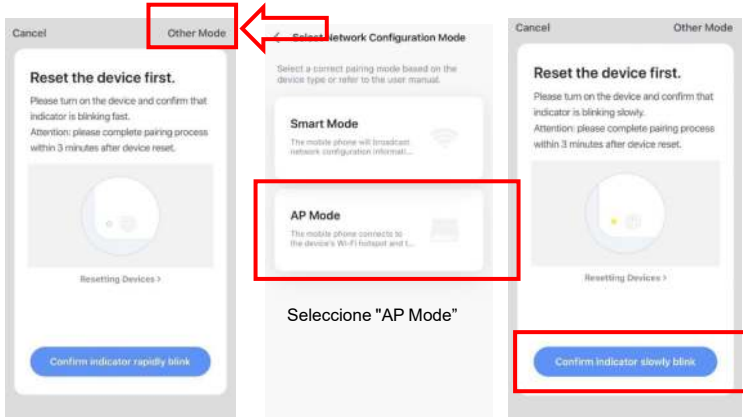 Cancel Other Mode
Reset the device first.
Please turn on the device and confirm that
indicator is blinking fast.
Attention: please complete pairing process
within 3 minutes after device reset.
Resetting Devices >
Confirm indicator rapidly blink
Select Network Configuration Mode
Select a correct pairing mode based on the
device type or refer to the user manual.
Smart Mode
The mobile phone will broadcast
network configuration informati...
AP Mode
The mobile phone connects to
the device's Wi-Fi hotspot and t...
Seleccione "AP Mode”
Cancel Other Mode
Reset the device first.
Please turn on the device and confirm that
indicator is blinking slowly.
Attention: please complete pairing process
within 3 minutes after device reset.
Resetting Devices >
Confirm indicator slowly blink